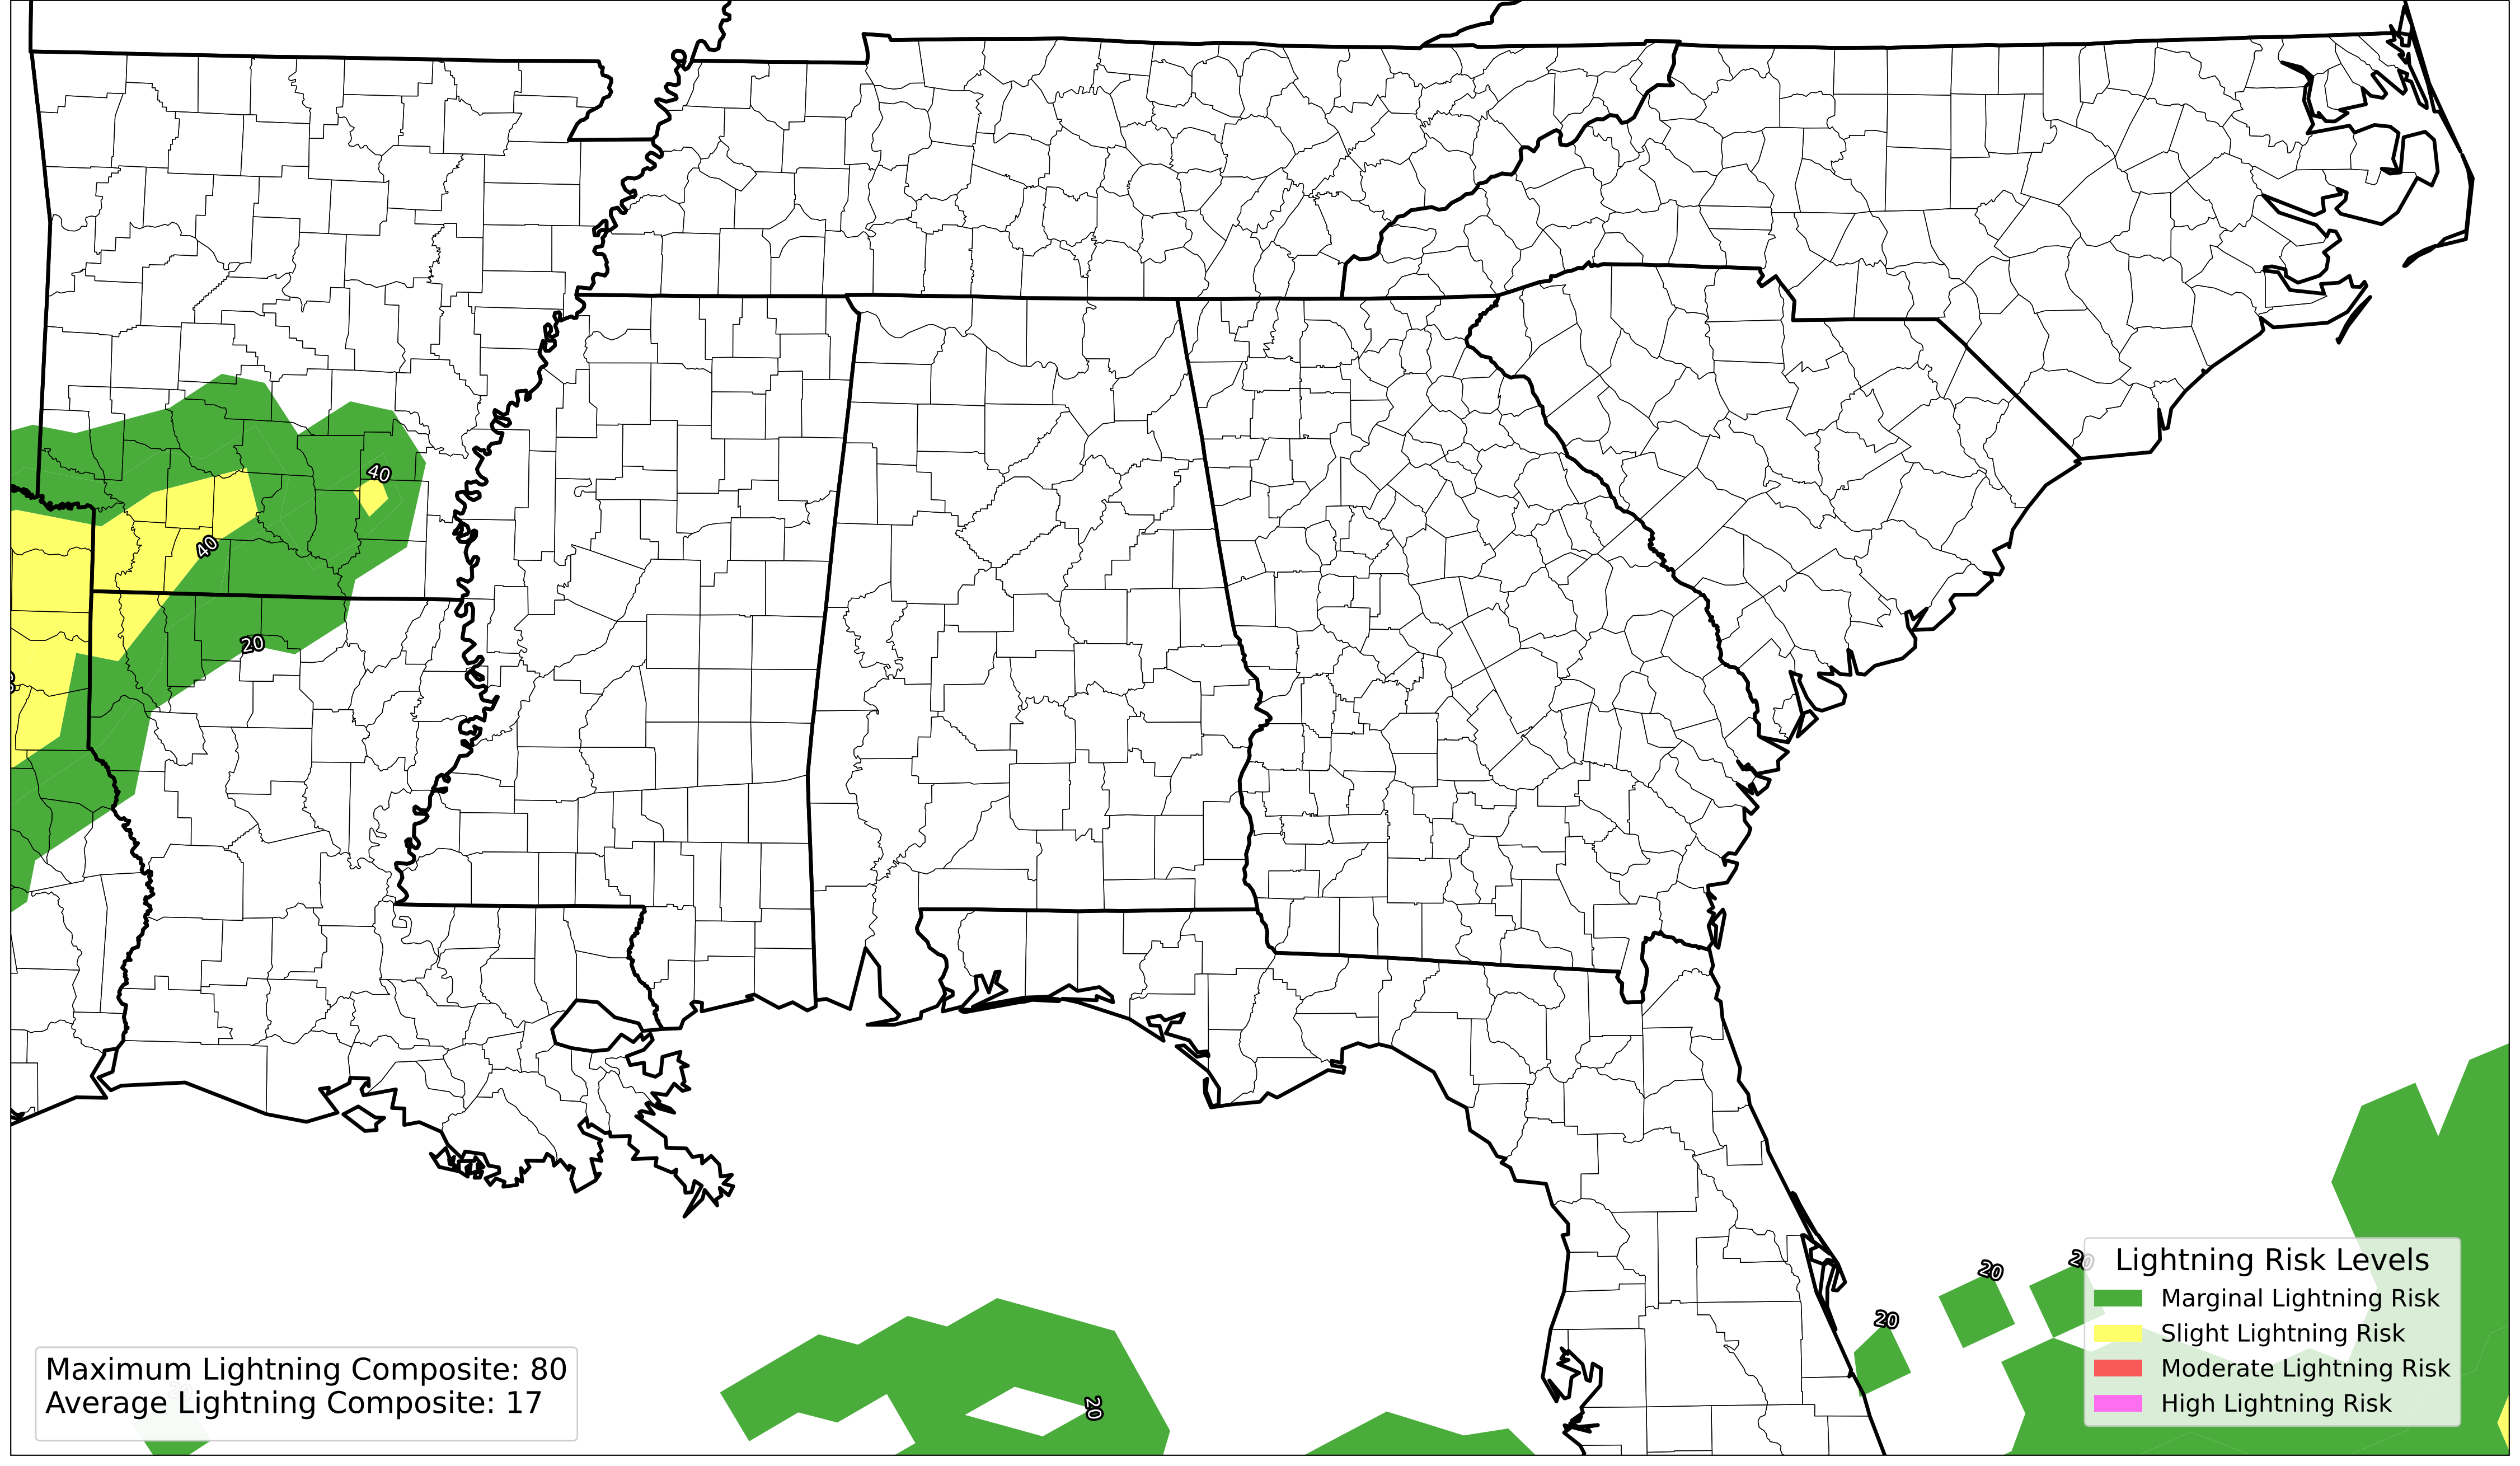 40
40
20
20
20
20
20
Lightning Risk Levels
Marginal Lightning Risk
Slight Lightning Risk
Moderate Lightning Risk
High Lightning Risk
Maximum Lightning Composite: 80
Average Lightning Composite: 17